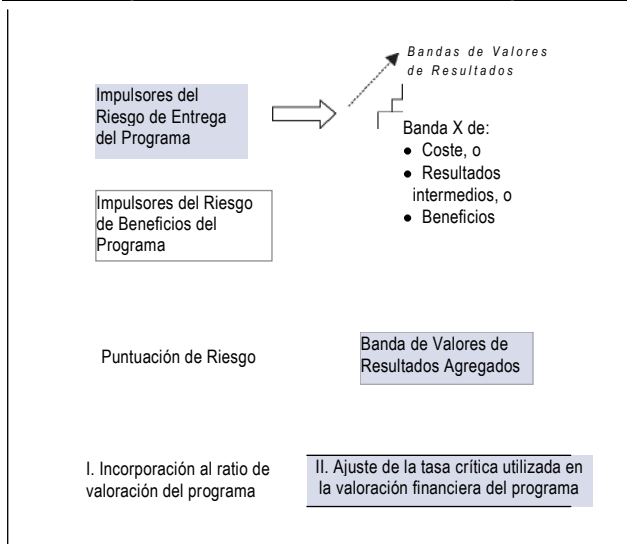 Bandas de Valores
de Resultados
Impulsores del
Riesgo de Entrega
del Programa
Banda X de:
● Coste, o
● Resultados
intermedios, o
● Beneficios
Impulsores del Riesgo
de Beneficios del
Programa
Puntuación de Riesgo
Banda de Valores de
Resultados Agregados
I. Incorporación al ratio de
valoración del programa
II. Ajuste de la tasa crítica utilizada en
la valoración financiera del programa